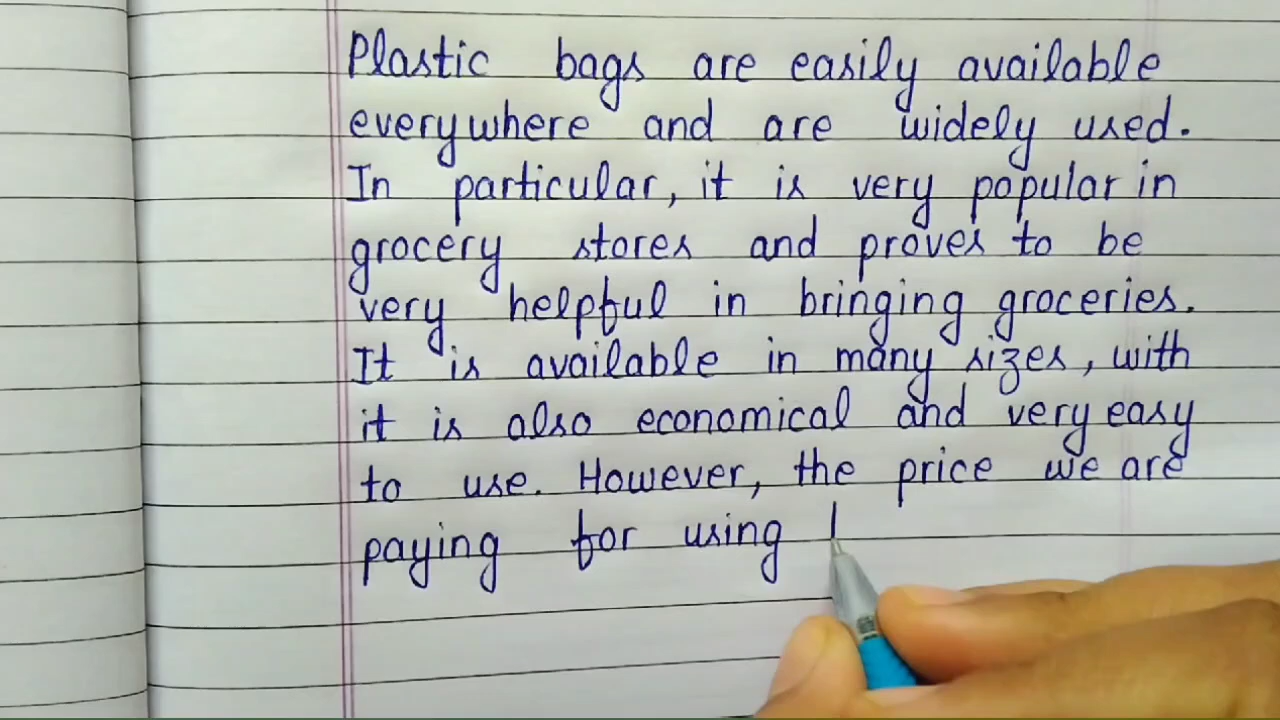 Plastic bags are easily available
everywhere and are widely used.
In particular, it is very popular in
grocery stores and proves to be
very helpful in bringing groceries.
It is available in many sizes, with
it is also economical and very easy
to use. However, the price we are
paying for using